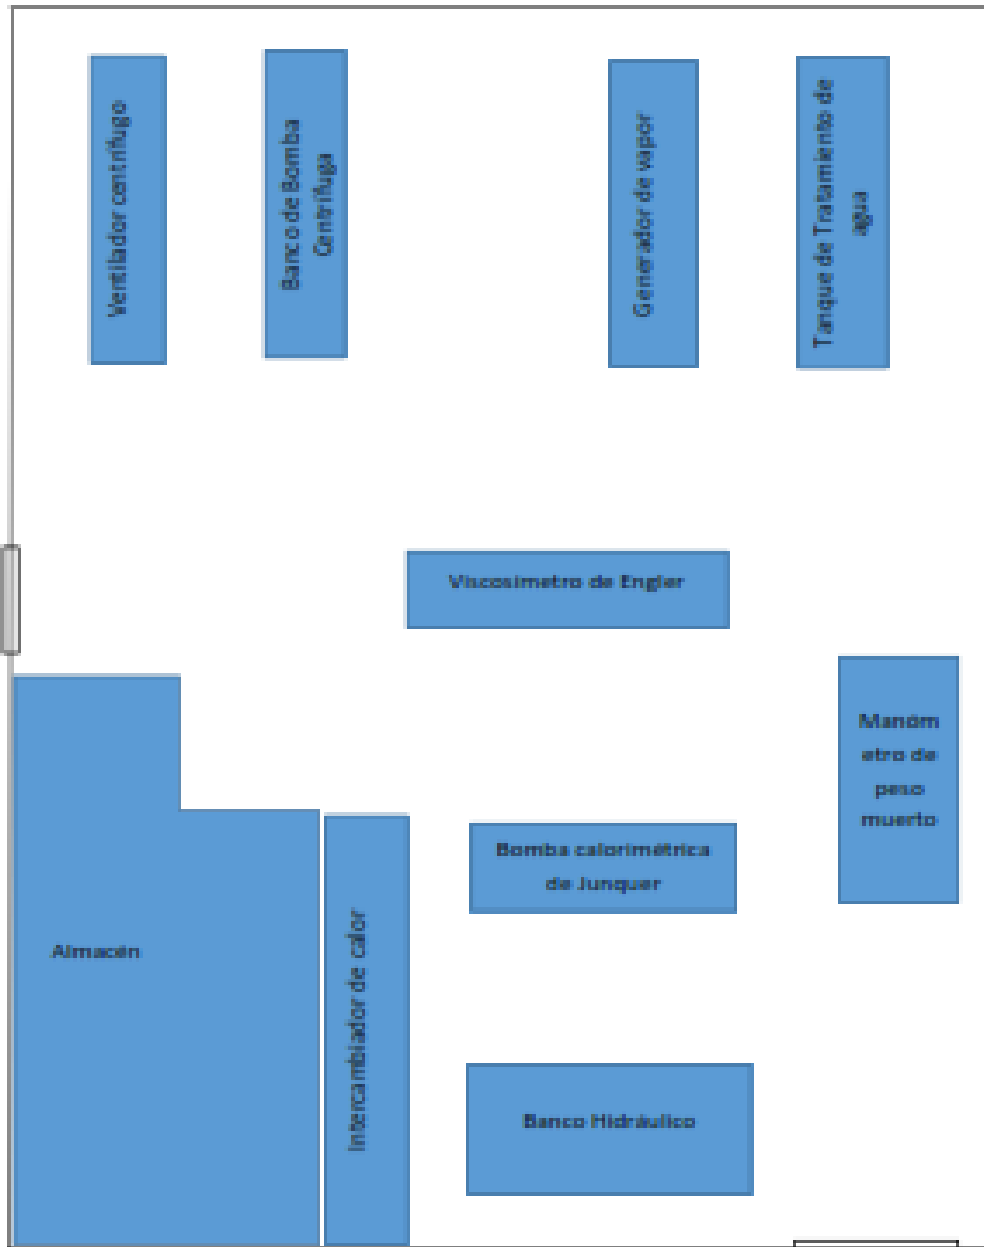 Ventilador centrífugo
Banco de Bomba
Centrífuga
Generador de vapor
Tanque de Tratamiento de
agua
Viscosímetro de Engler
Manóm
etro de
peso
muerto
Bomba calorimétrica
de Junquer
Almacén
Intercambiador de calor
Banco Hidráulico